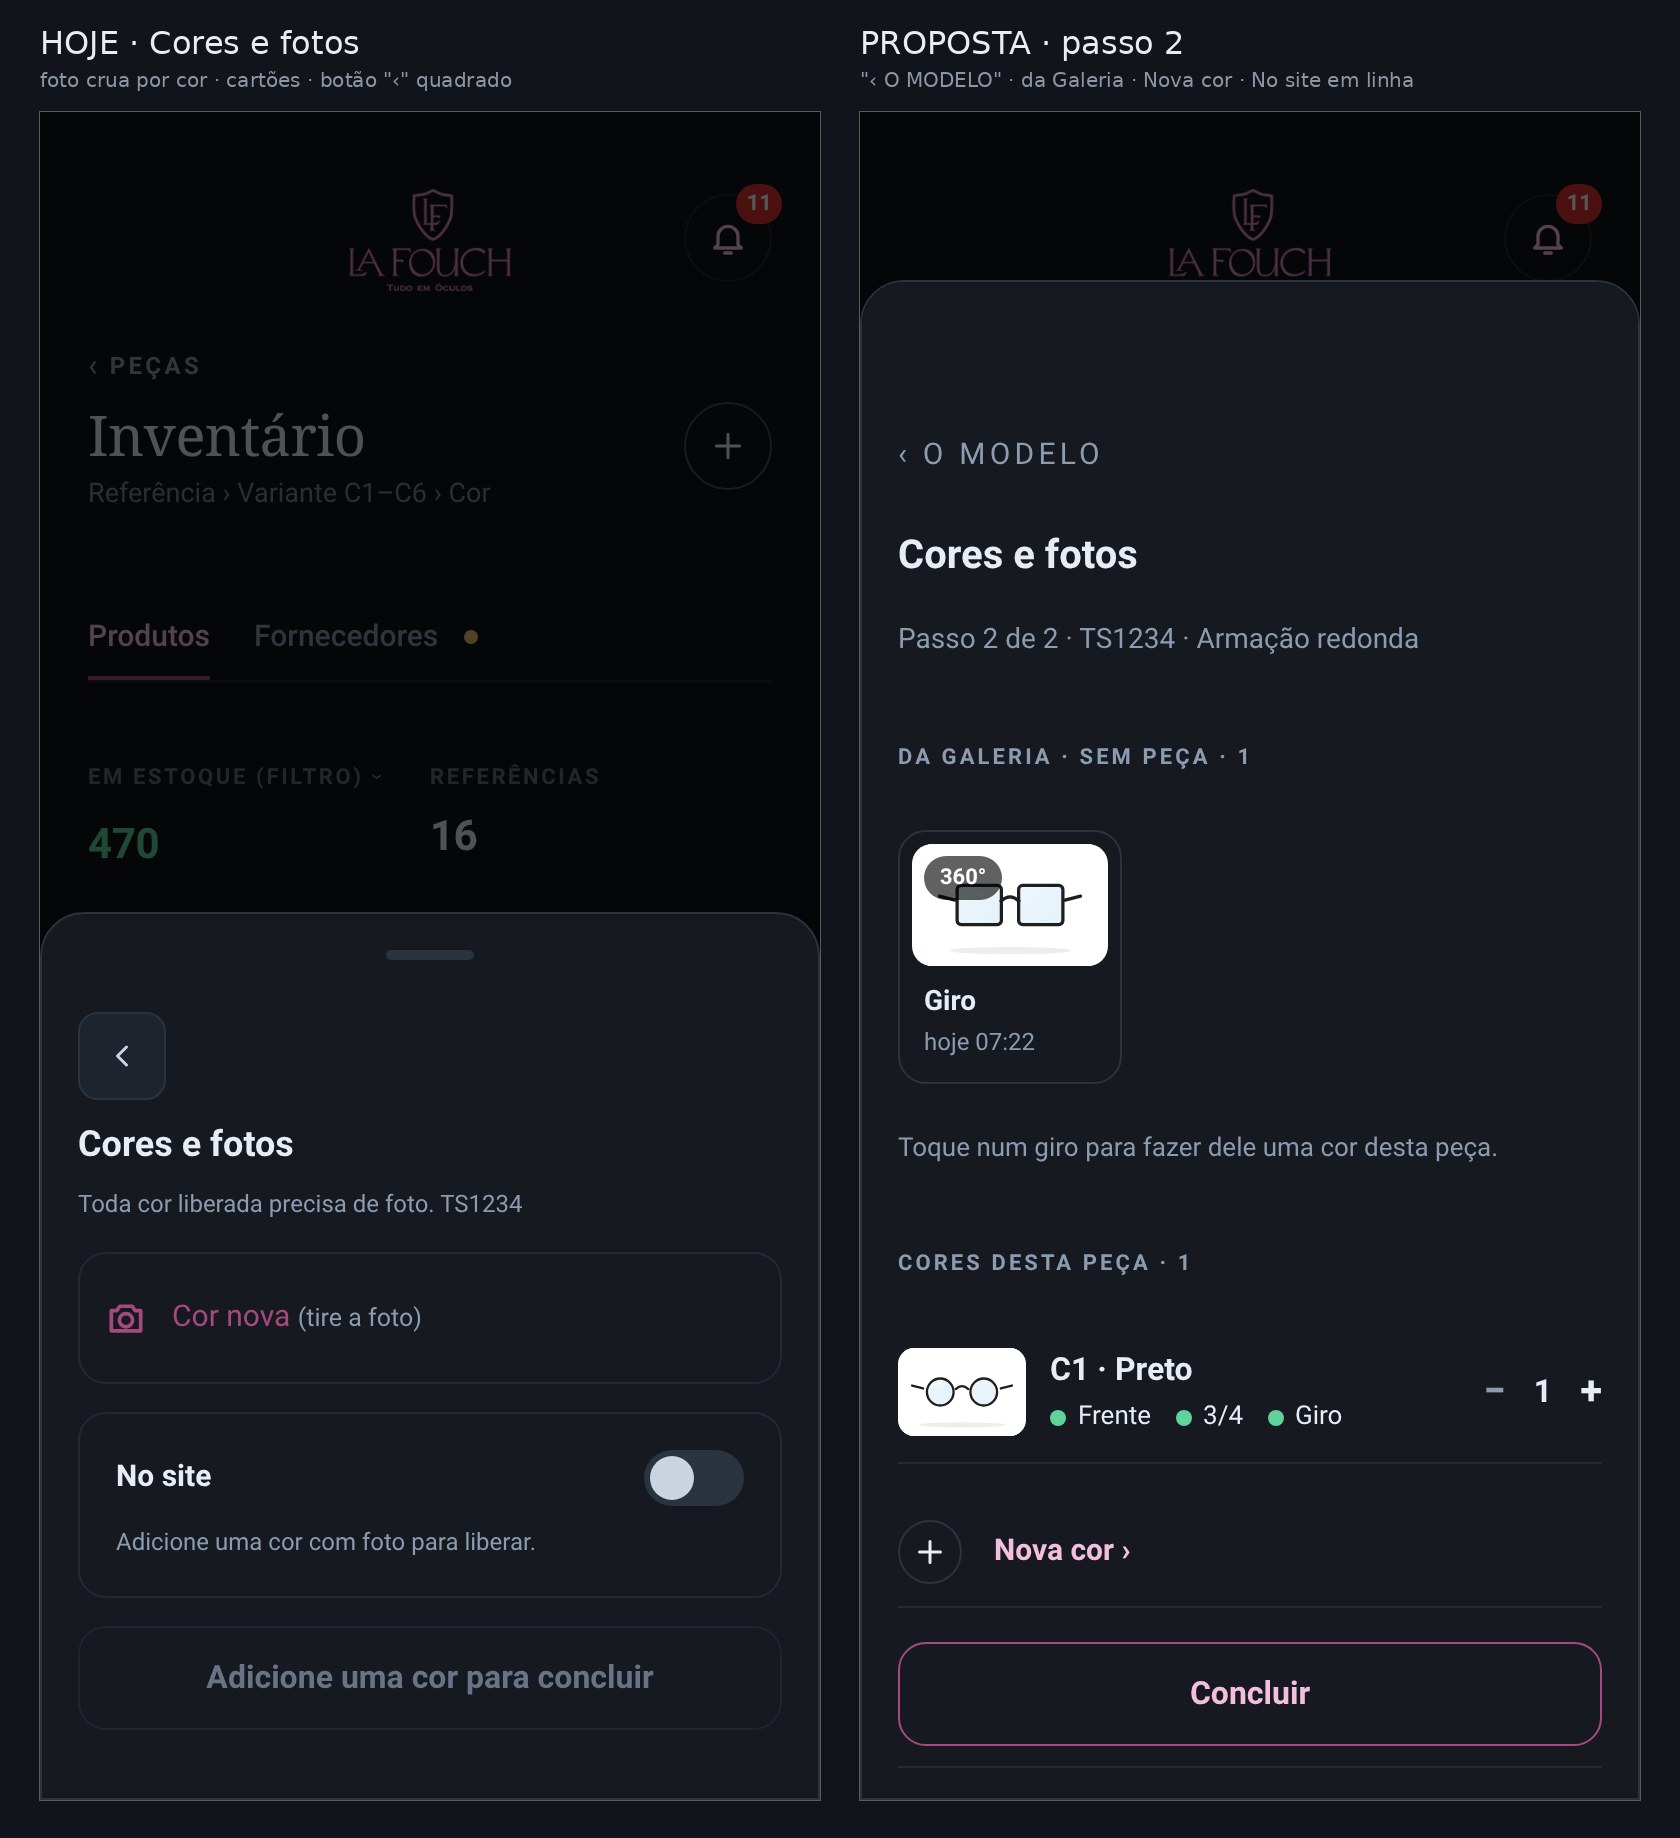 HOJE · Cores e fotos
foto crua por cor · cartões · botão "‹" quadrado
LF
LA FOUCH
TUDO EM ÓCULOS
11
‹ PEÇAS
Inventário
Referência › Variante C1–C6 › Cor
Produtos
Fornecedores
EM ESTOQUE (FILTRO)
REFERÊNCIAS
470
16
Cores e fotos
Toda cor liberada precisa de foto. TS1234
Cor nova (tire a foto)
No site
Adicione uma cor com foto para liberar.
Adicione uma cor para concluir
PROPOSTA · passo 2
"‹ O MODELO" · da Galeria · Nova cor · No site em linha
LF
LA FOUCH
11
‹ O MODELO
Cores e fotos
Passo 2 de 2 · TS1234 · Armação redonda
DA GALERIA · SEM PEÇA · 1
360°
Giro
hoje 07:22
Toque num giro para fazer dele uma cor desta peça.
CORES DESTA PEÇA · 1
C1 · Preto
Frente
3/4
Giro
− 1 +
Nova cor ›
Concluir